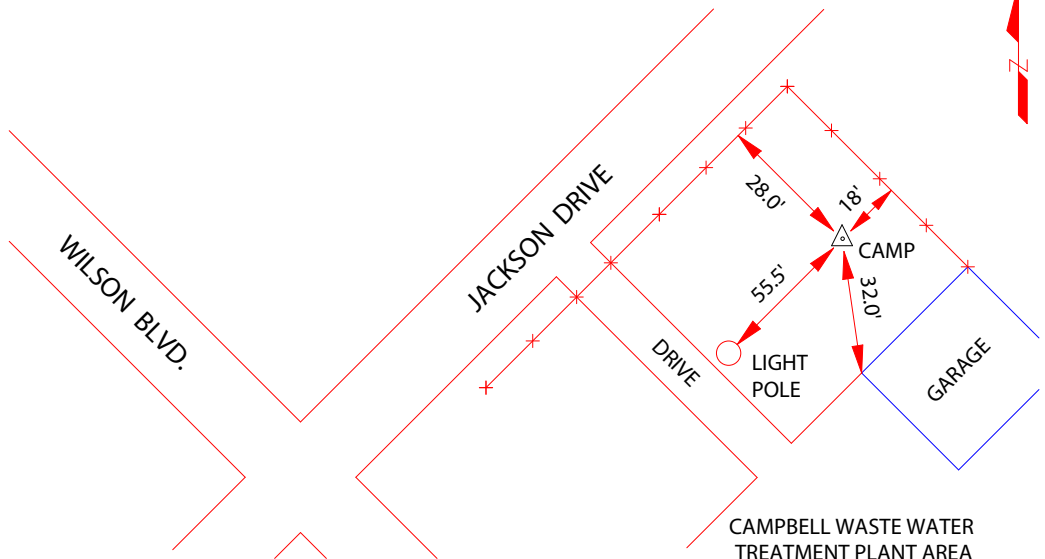 N
JACKSON DRIVE
WILSON BLVD.
28.0'
18'
CAMP
55.5'
32.0'
DRIVE
LIGHT
POLE
GARAGE
CAMPBELL WASTE WATER
TREATMENT PLANT AREA